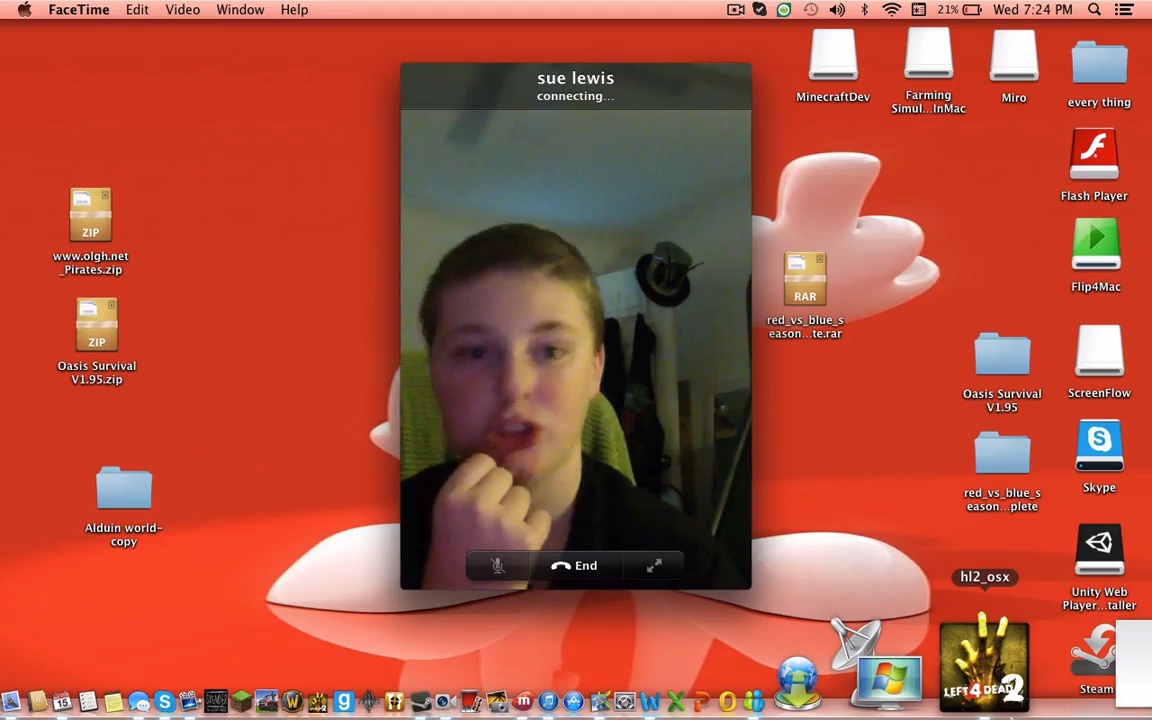 FaceTime Edit Video Window Help
21% Wed 7:24 PM
sue lewis
connecting...
MinecraftDev
Farming
Simul...InMac
Miro
every thing
Flash Player
ZIP
www.olgh.net
_Pirates.zip
Flip4Mac
RAR
red_vs_blue_s
eason...te.rar
ZIP
Oasis Survival
V1.95.zip
Oasis Survival
V1.95
ScreenFlow
Skype
red_vs_blue_s
eason...plete
Alduin world-
copy
End
hl2_osx
Unity Web
Player...taller
LEFT 4 DEAD 2
Steam